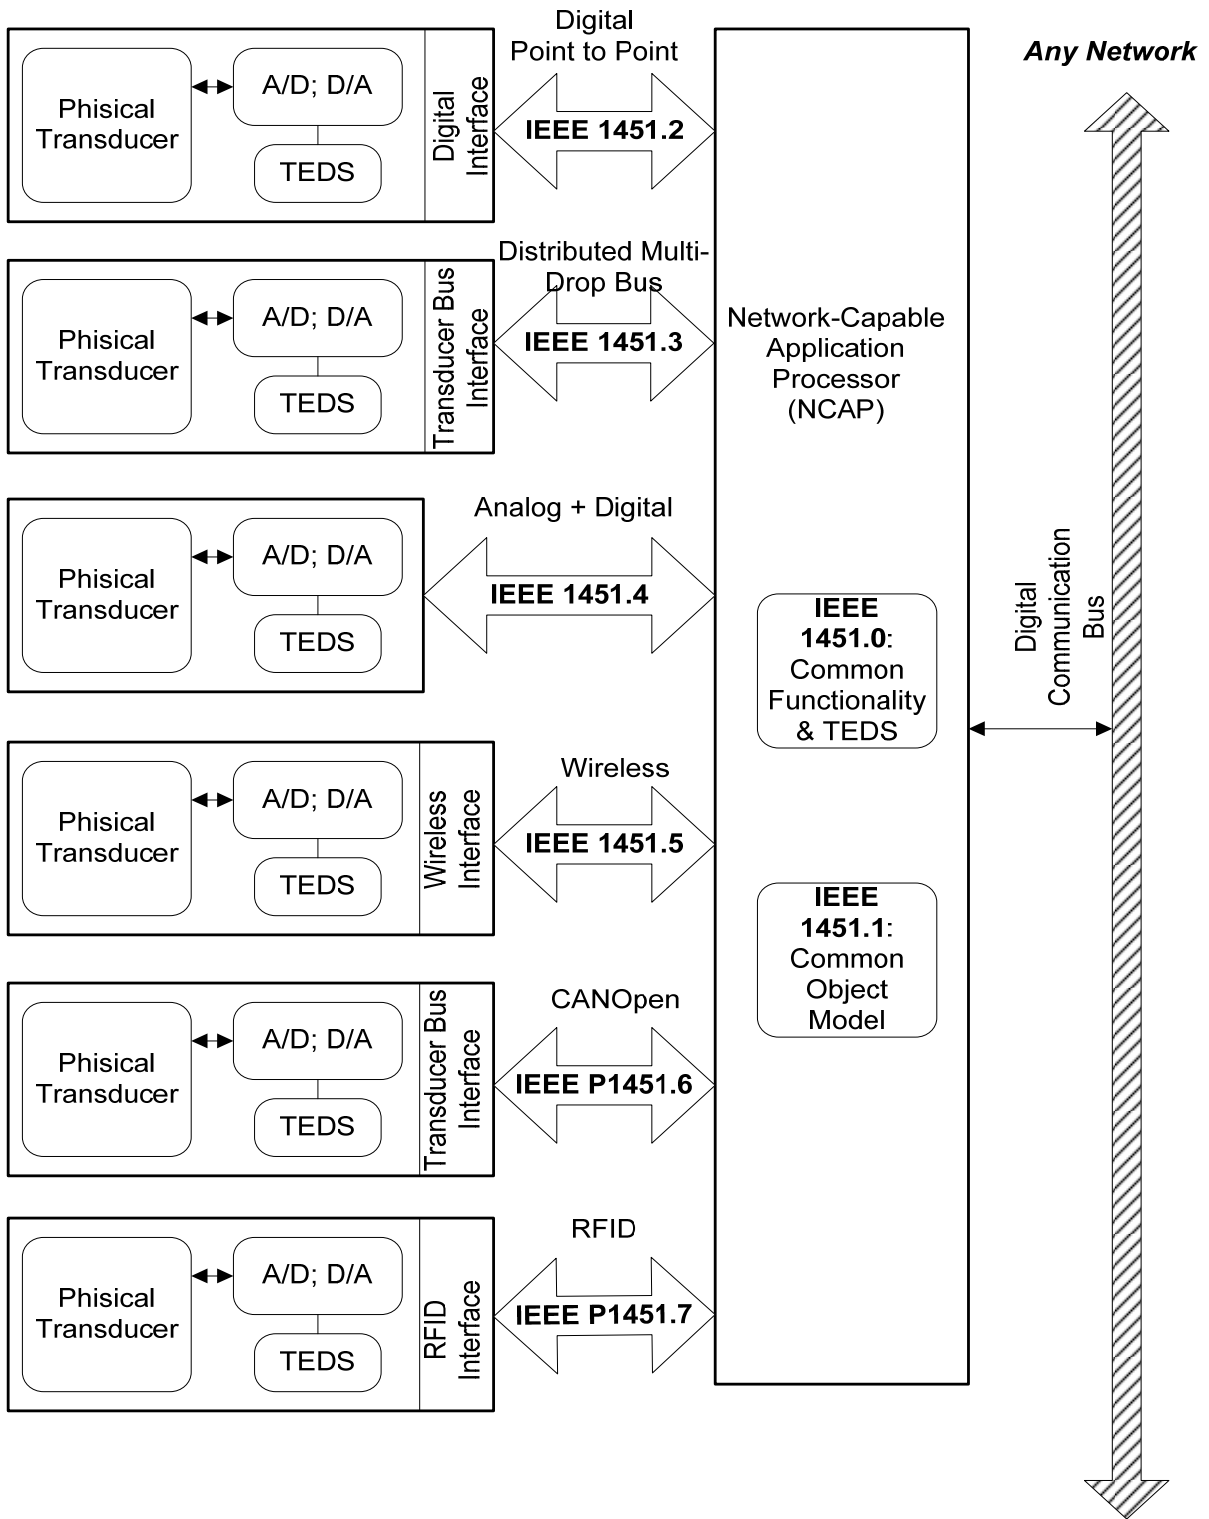 Digital
Point to Point
Any Network
Phisical
Transducer
A/D; D/A
TEDS
Digital
Interface
IEEE 1451.2
Distributed Multi-
Drop Bus
Phisical
Transducer
A/D; D/A
TEDS
Transducer Bus
Interface
IEEE 1451.3
Network-Capable
Application
Processor
(NCAP)
Analog + Digital
Phisical
Transducer
A/D; D/A
TEDS
IEEE 1451.4
IEEE
1451.0:
Common
Functionality
& TEDS
Digital
Communication
Bus
Wireless
Phisical
Transducer
A/D; D/A
TEDS
Wireless
Interface
IEEE 1451.5
IEEE
1451.1:
Common
Object
Model
CANOpen
Phisical
Transducer
A/D; D/A
TEDS
Transducer Bus
Interface
IEEE P1451.6
RFID
Phisical
Transducer
A/D; D/A
TEDS
RFID
Interface
IEEE P1451.7